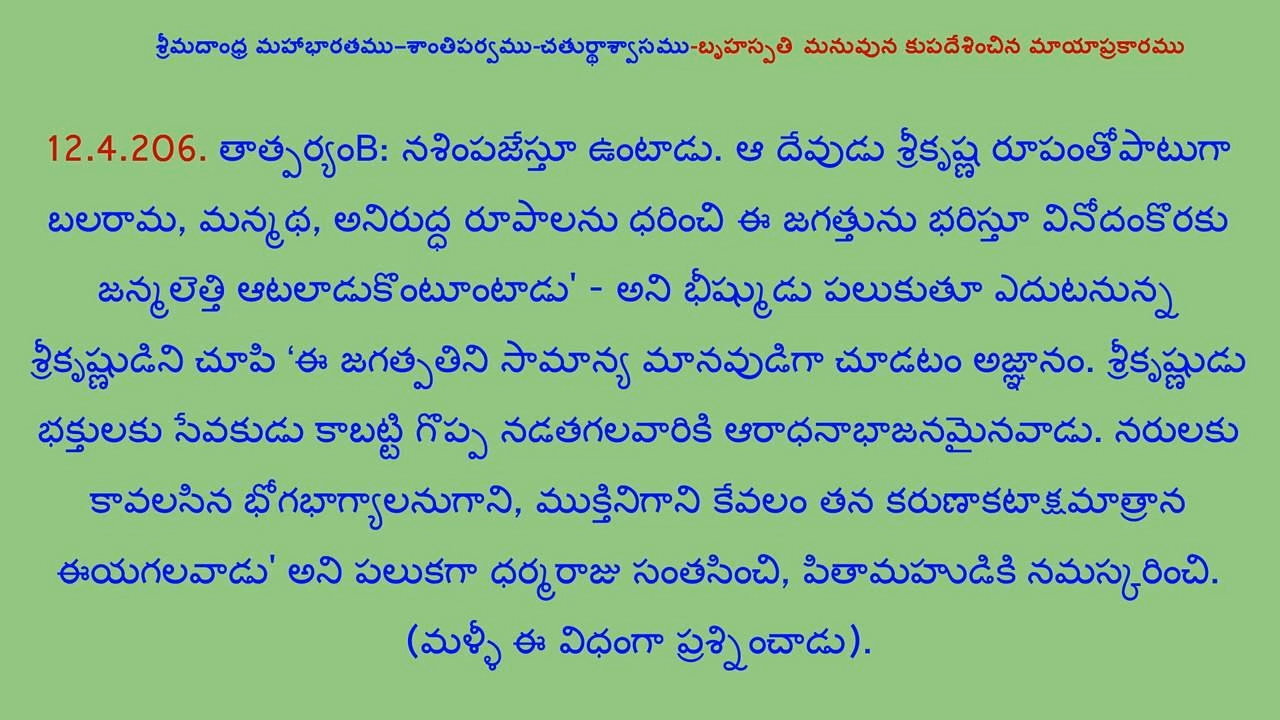 శ్రీమదాంధ్ర మహాభారతము–శాంతిపర్వము-చతుర్థాశ్వాసము-బృహస్పతి మనువున కుపదేశించిన మాయాప్రకారము
12.4.206. తాత్పర్యంB: నశింపజేస్తూ ఉంటాడు. ఆ దేవుడు శ్రీకృష్ణ రూపంతోపాటుగా
బలరామ, మన్మథ, అనిరుద్ధ రూపాలను ధరించి ఈ జగత్తును భరిస్తూ వినోదంకొరకు
జన్మలెత్తి ఆటలాడుకొంటూంటాడు' - అని భీష్ముడు పలుకుతూ ఎదుటనున్న
శ్రీకృష్ణుడిని చూపి ‘ఈ జగత్పతిని సామాన్య మానవుడిగా చూడటం అజ్ఞానం. శ్రీకృష్ణుడు
భక్తులకు సేవకుడు కాబట్టి గొప్ప నడతగలవారికి ఆరాధనాభాజనమైనవాడు. నరులకు
కావలసిన భోగభాగ్యాలనుగాని, ముక్తినిగాని కేవలం తన కరుణాకటాక్షమాత్రాన
ఈయగలవాడు' అని పలుకగా ధర్మరాజు సంతసించి, పితామహుడికి నమస్కరించి.
(మళ్ళీ ఈ విధంగా ప్రశ్నించాడు).